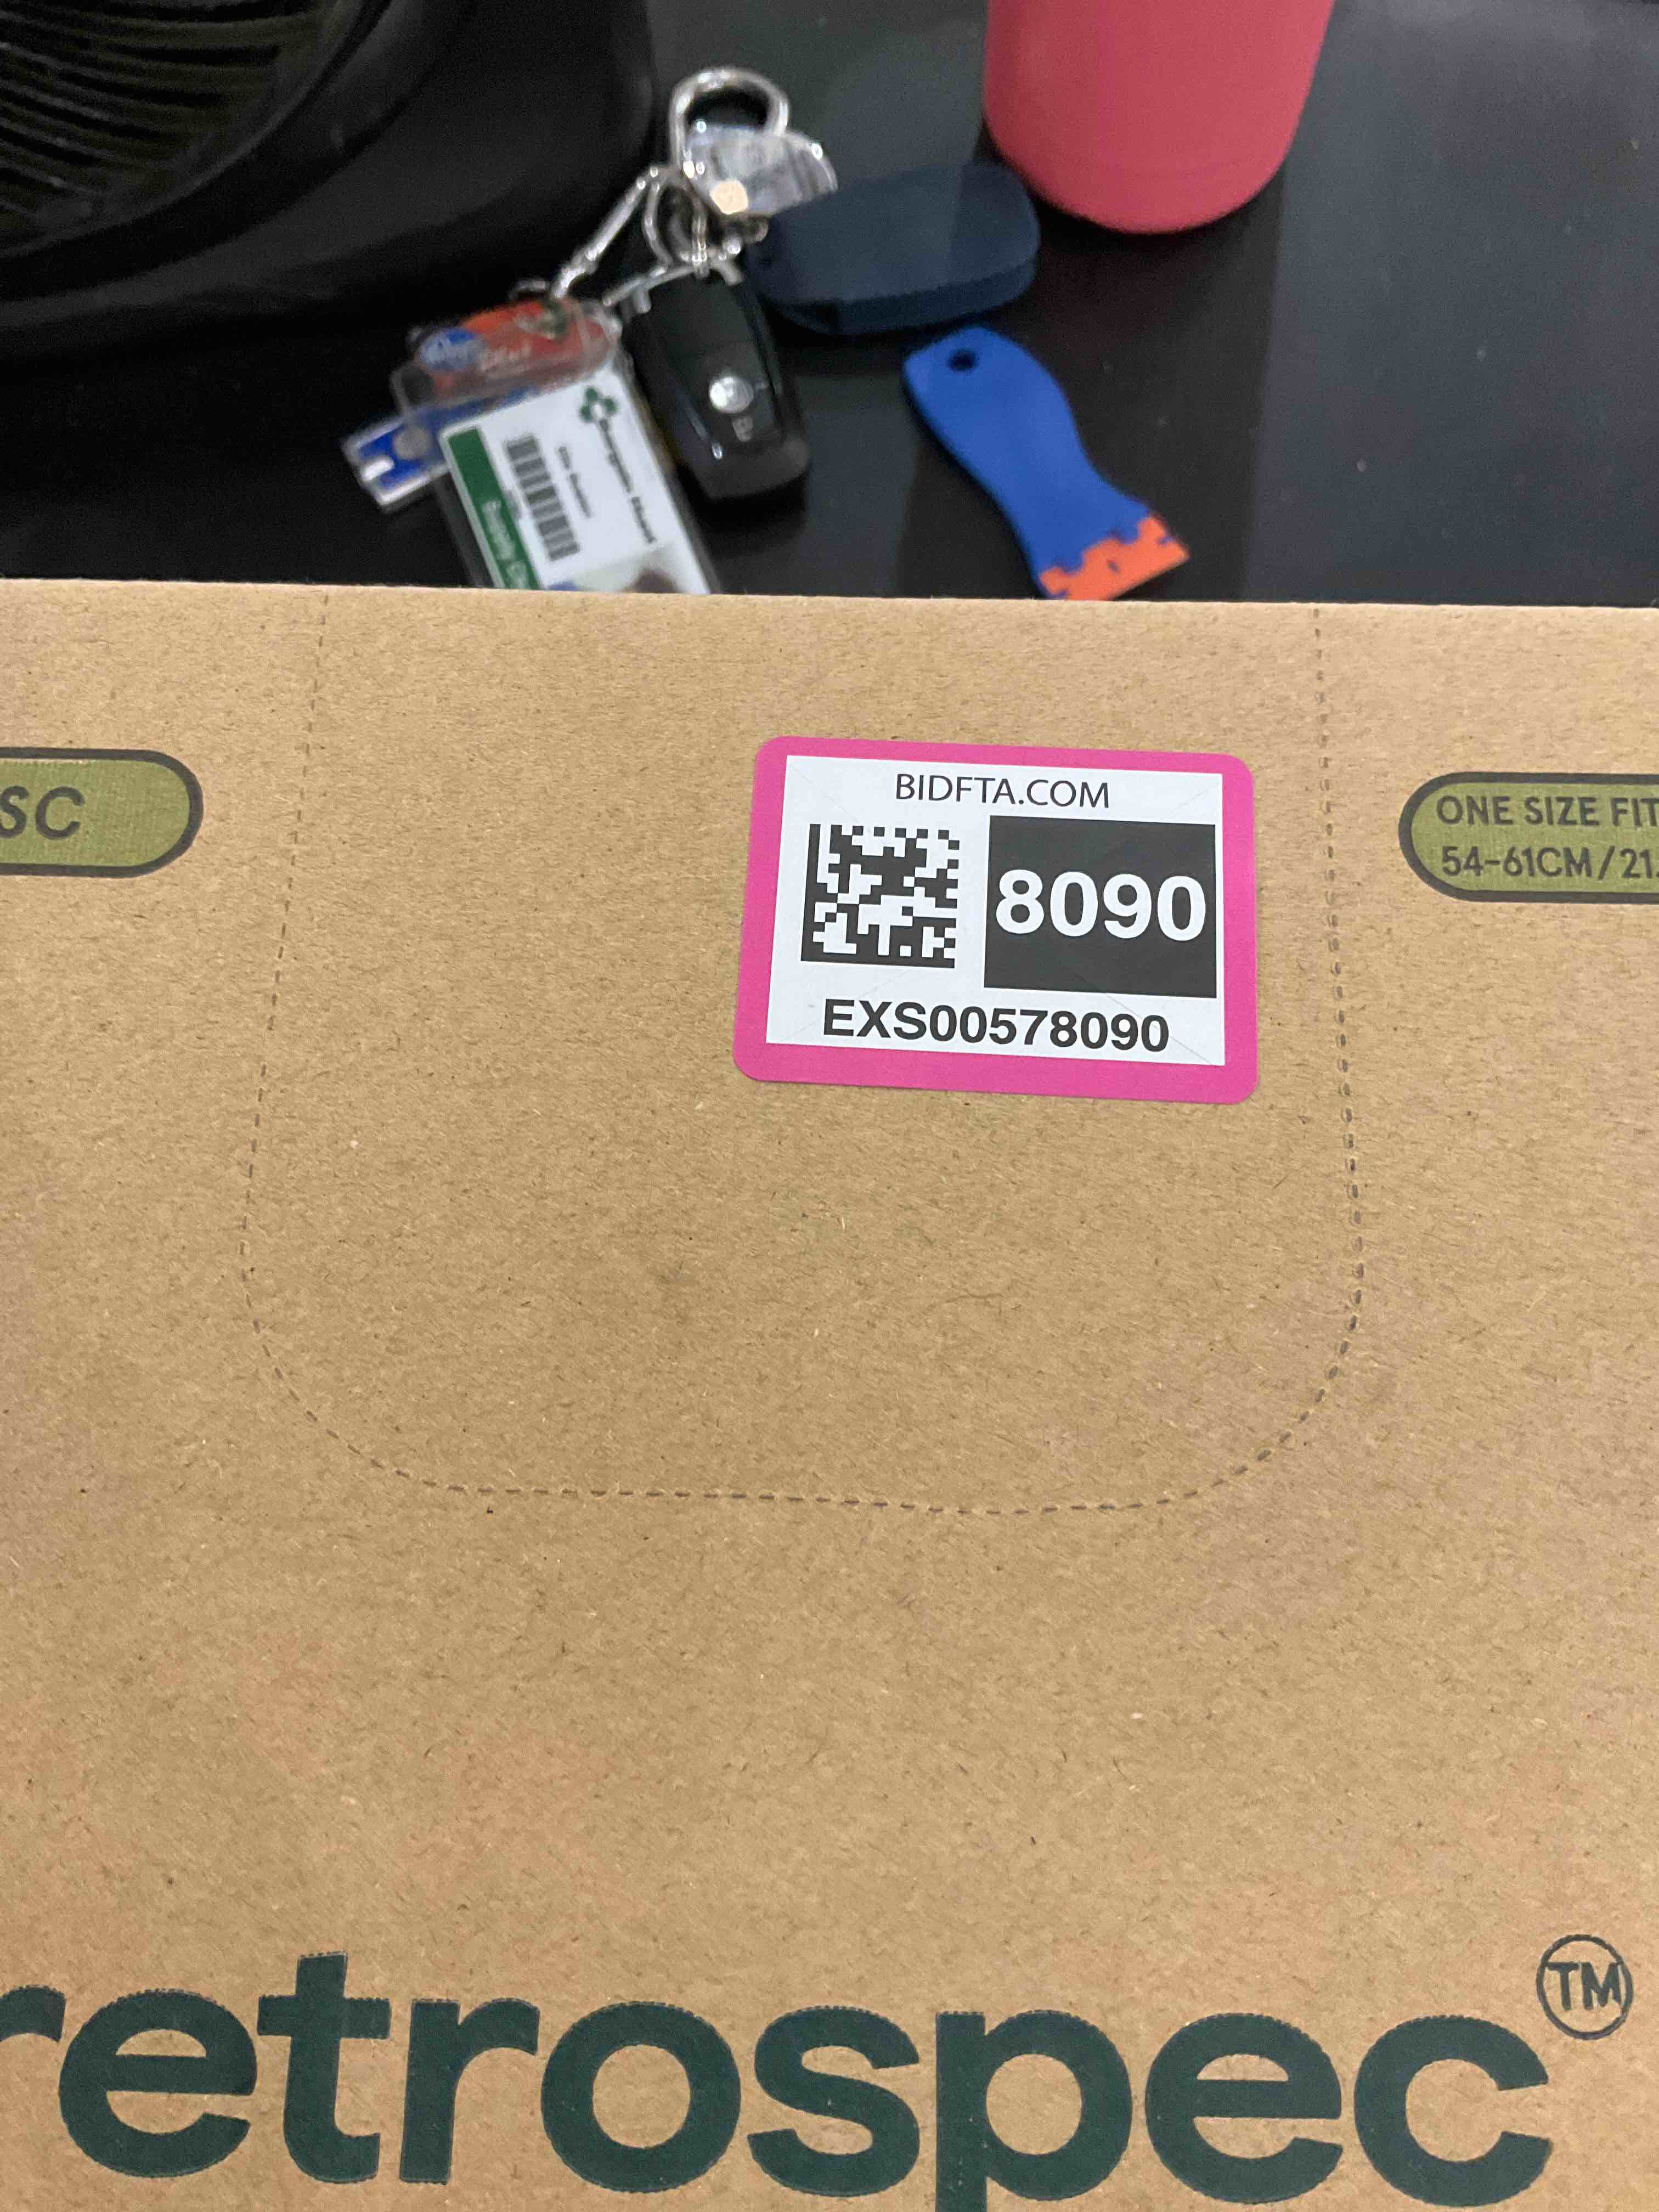 SC
BIDFTA.COM
8090
EXS00578090
ONE SIZE FIT
54-61CM/21.
retrospec TM